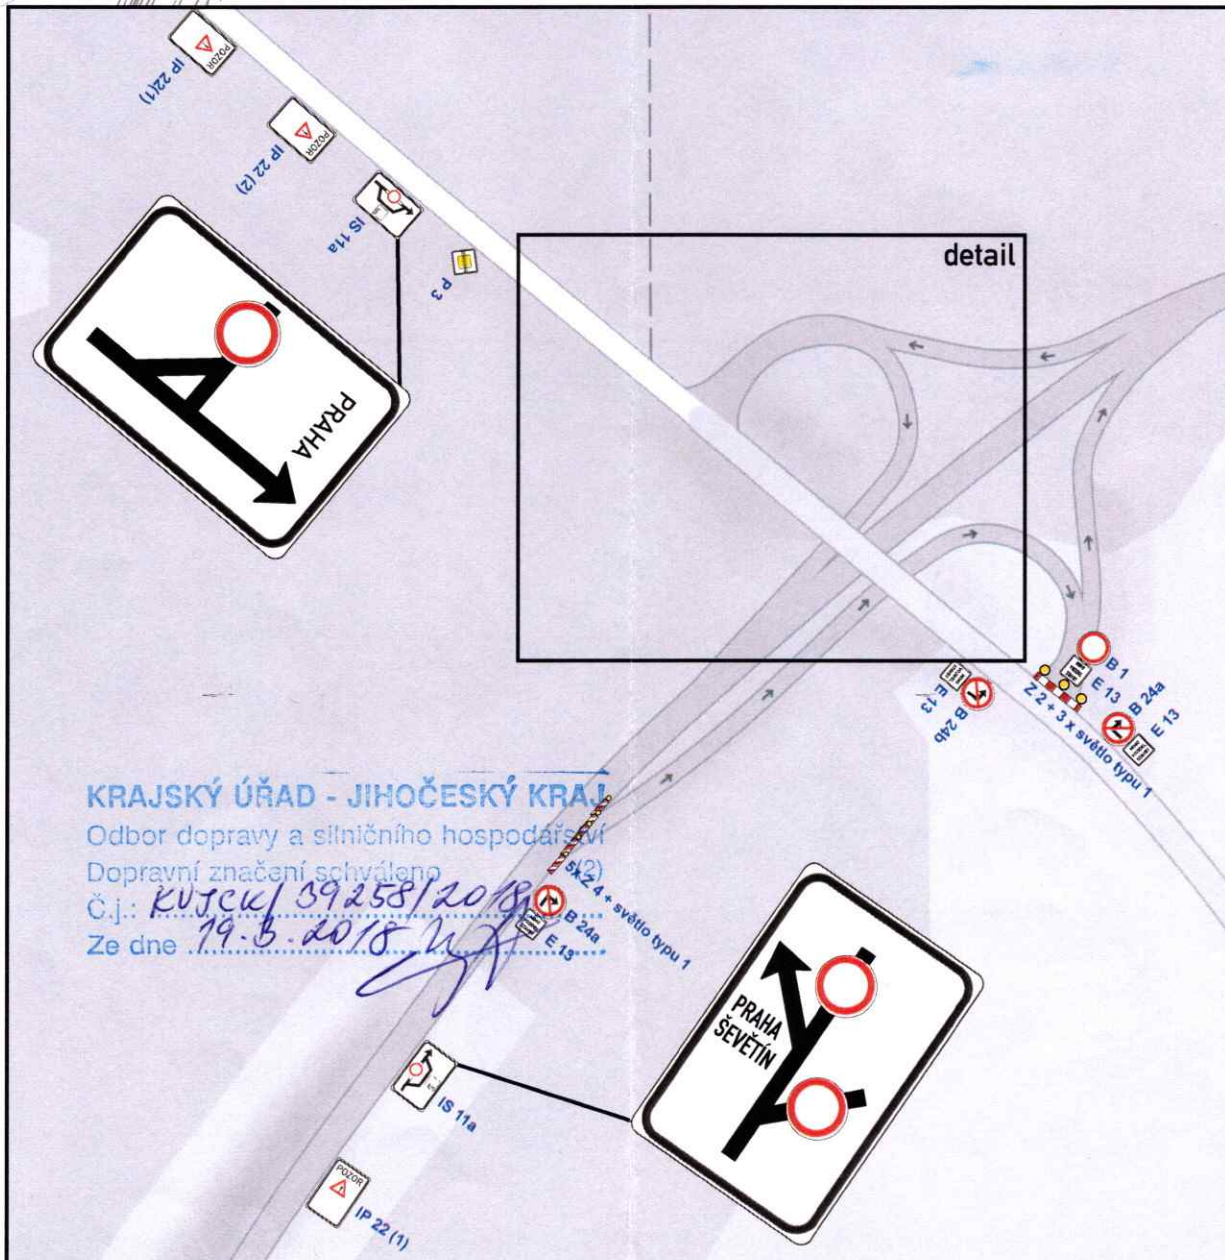 POZOR
IP 22(1)
POZOR
IP 22 (2)
IS 11a
P 3
detail
PRAHA
B 1
E 13
B 24a
E 13
E 13
B 24b
Z 2 + 3 x světlo typu 1
KRAJSKÝ ÚŘAD - JIHOČESKÝ KRAJ
Odbor dopravy a silničního hospodářství
Dopravní značení schváleno (2)
Č.j.: KUJCK/ 39258/2018
Ze dne 19.3.2018
5xZ 4 + světlo typu 1
B 24a
E 13
PRAHA
ŠEVĚTÍN
IS 11a
POZOR
IP 22 (1)